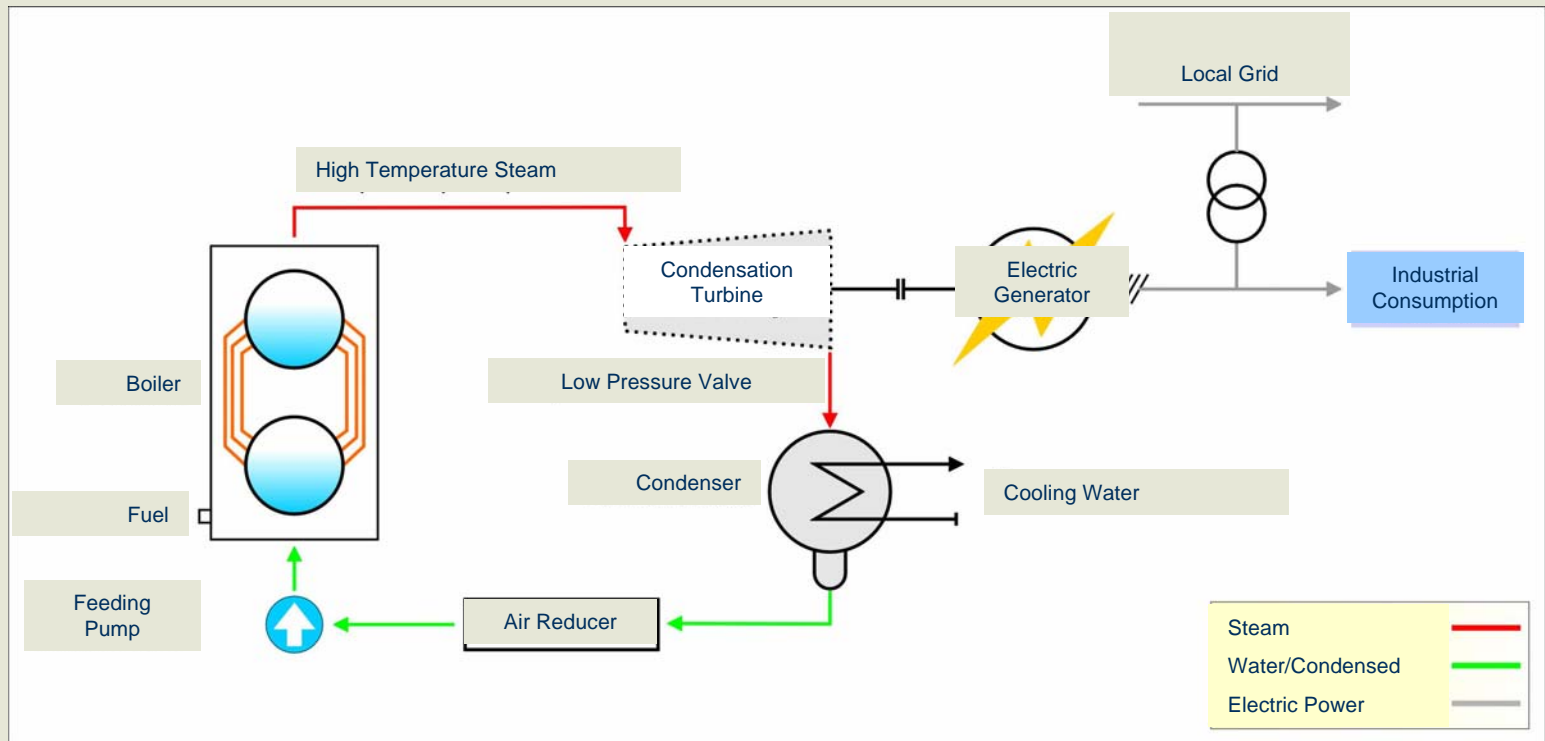 Local Grid
High Temperature Steam
Condensation
Turbine
Electric
Generator
Industrial
Consumption
Boiler
Low Pressure Valve
Condenser
Cooling Water
Fuel
Feeding
Pump
Air Reducer
Steam
Water/Condensed
Electric Power